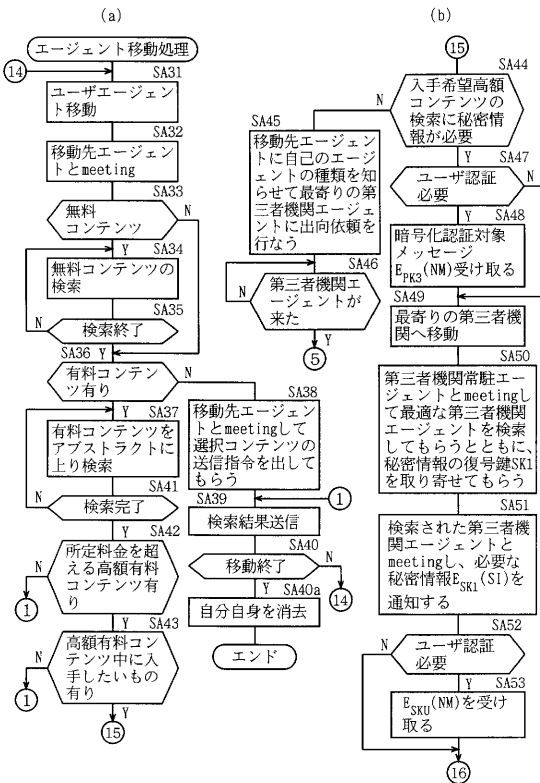 (a)
エージェント移動処理
14
SA31
ユーザエージェ
ント移動
SA32
移動先エージェ
ントとmeeting
SA33
無料
コンテンツ
N
Y
SA34
無料コンテンツの
検索
SA35
N
検索終了
SA36
Y
有料コンテン
ツ有り
N
Y
SA37
有料コンテンツを
アブストラクトに
上り検索
SA41
N
検索完了
Y
SA42
所定料金を超
える高額有料
コンテンツ有
り
N
1
Y
SA43
高額有料コン
テンツ中に入
手したいもの
有り
N
1
Y
15
SA38
移動先エージェント
とmeetingして
選択コンテンツの
送信指令を出して
もらう
SA39
1
検索結果送信
SA40
移動終了
N
14
Y
SA40a
自分自身を消去
エンド
(b)
15
SA44
入手希望高額
コンテンツの
検索に秘密情
報が必要
N
Y
SA45
移動先エージェン
トに自己のエージ
ェントの種類を知
らせて最寄りの第
三者機関エージェ
ントに出向依頼を
行なう
SA46
第三者機関エ
ージェントが
来た
N
Y
5
SA47
ユーザ認証
必要
N
Y
SA48
暗号化認証対象
メッセージ
EPK3(NM)受け取る
SA49
最寄りの第三者機
関へ移動
SA50
第三者機関常駐エー
ジェントとmeetingし
て最適な第三者機関
エージェントを検索
してもらうとともに、
秘密情報の復号鍵SK1
を取り寄せてもらう
SA51
検索された第三者機
関エージェントと
meetingし、必要な
秘密情報ESK1(SI)を
通知する
SA52
ユーザ認証
必要
N
Y
SA53
ESKU(NM)を受け
取る
16